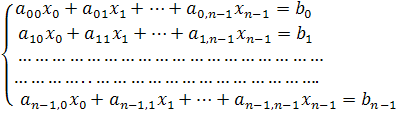 a₀₀x₀ + a₀₁x₁ + ⋯ + a₀,ₙ₋₁xₙ₋₁ = b₀
a₁₀x₀ + a₁₁x₁ + ⋯ + a₁,ₙ₋₁xₙ₋₁ = b₁
… … … … … … … … … … … … … … … … … …
… … … … . . … … … … … … … … … … … … … .
aₙ₋₁,₀x₀ + aₙ₋₁,₁x₁ + ⋯ + aₙ₋₁,ₙ₋₁xₙ₋₁ = bₙ₋₁